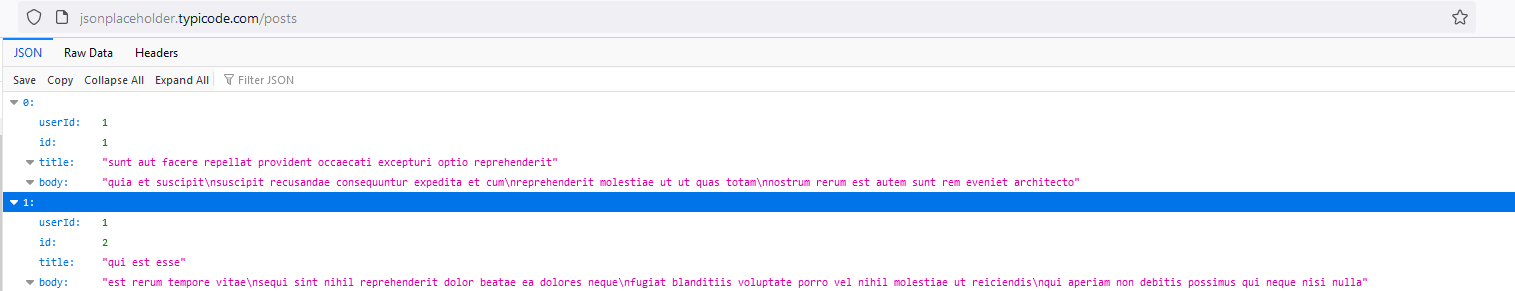 jsonplaceholder.typicode.com/posts
JSON Raw Data Headers
Save Copy Collapse All Expand All Filter JSON
0:
userId: 1
id: 1
title: "sunt aut facere repellat provident occaecati excepturi optio reprehenderit"
body: "quia et suscipit\nsuscipit recusandae consequuntur expedita et cum\nreprehenderit molestiae ut ut quas totam\nnostrum rerum est autem sunt rem eveniet architecto"
1:
userId: 1
id: 2
title: "qui est esse"
body: "est rerum tempore vitae\nsequi sint nihil reprehenderit dolor beatae ea dolores neque\nfugiat blanditiis voluptate porro vel nihil molestiae ut reiciendis\nqui aperiam non debitis possimus qui neque nisi nulla"